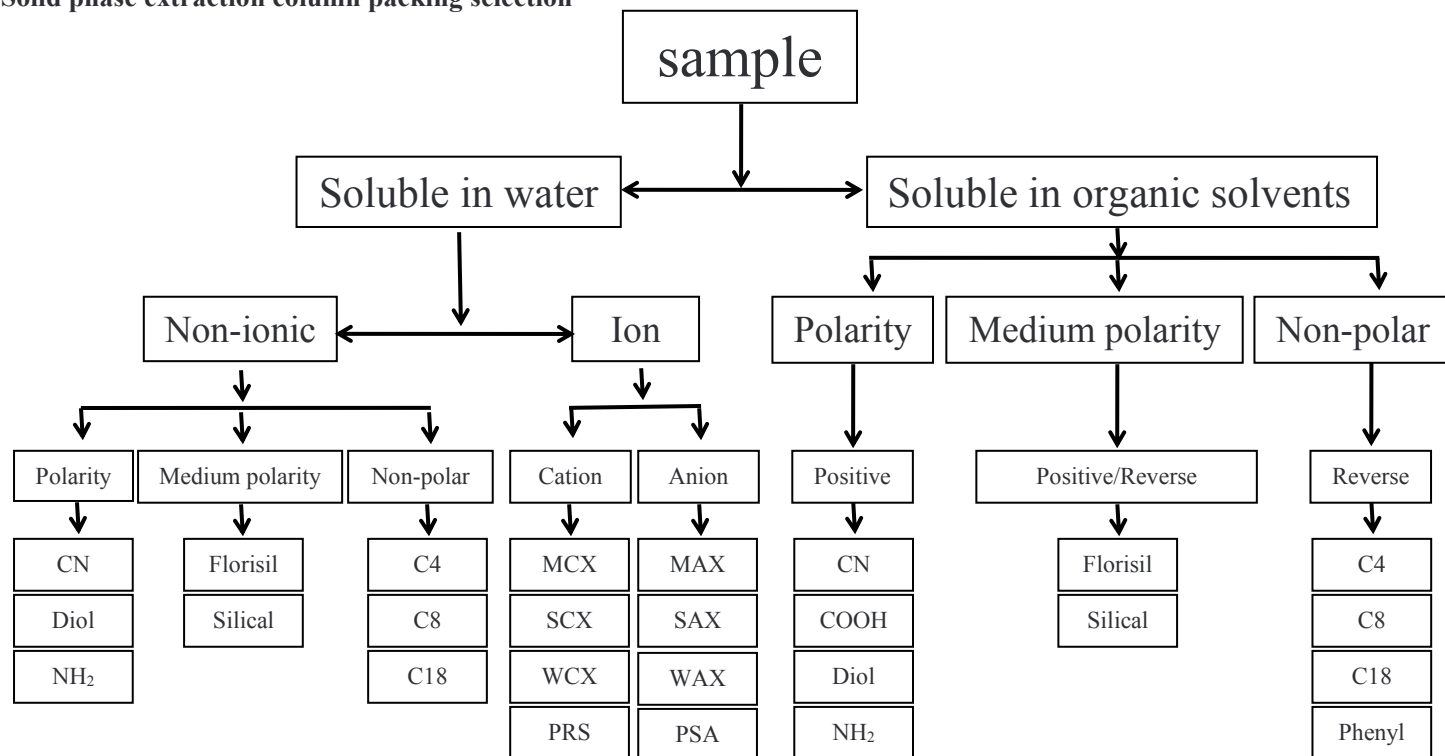 Solid phase extraction column packing selection
sample
Soluble in water
Soluble in organic solvents
Non-ionic
Ion
Polarity
Medium polarity
Non-polar
Polarity
Medium polarity
Non-polar
Cation
Anion
Positive
Positive/Reverse
Reverse
CN
Florisil
C4
MCX
MAX
CN
Florisil
C4
Diol
Silical
C8
SCX
SAX
COOH
Silical
C8
NH₂
C18
WCX
WAX
Diol
C18
PRS
PSA
NH₂
Phenyl